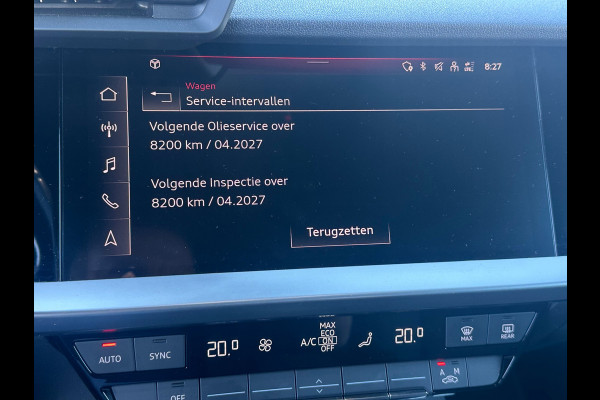 8:27
Wagen
Service-intervallen
Volgende Olieservice over
8200 km / 04.2027
Volgende Inspectie over
8200 km / 04.2027
Terugzetten
AUTO
SYNC
20.0
A/C
MAX
ECO
ON
OFF
20.0
MAX
REAR
OFF
A M